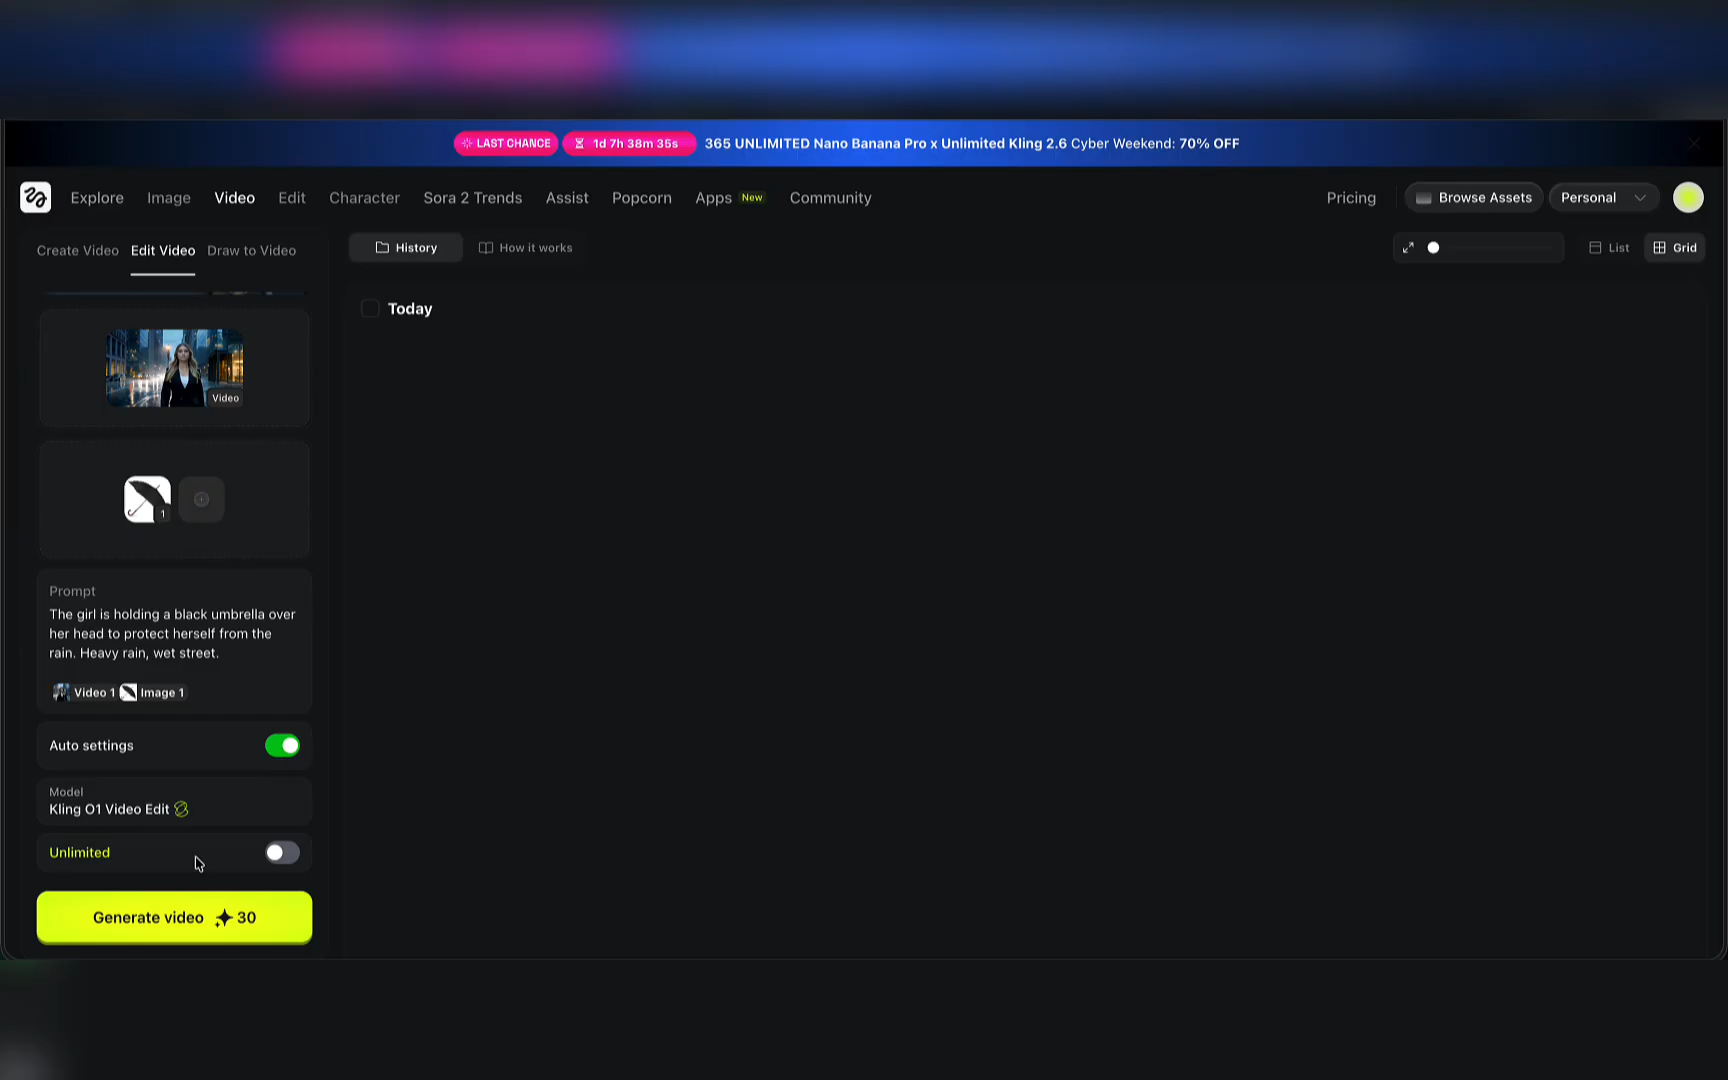 LAST CHANCE 1d 7h 38m 35s 365 UNLIMITED Nano Banana Pro x Unlimited Kling 2.6 Cyber Weekend: 70% OFF
Explore Image Video Edit Character Sora 2 Trends Assist Popcorn Apps New Community Pricing Browse Assets Personal
Create Video Edit Video Draw to Video
History How it works List Grid
Today
Video
1
Prompt
The girl is holding a black umbrella over
her head to protect herself from the
rain. Heavy rain, wet street.
Video 1 Image 1
Auto settings
Model
Kling O1 Video Edit
Unlimited
Generate video 30